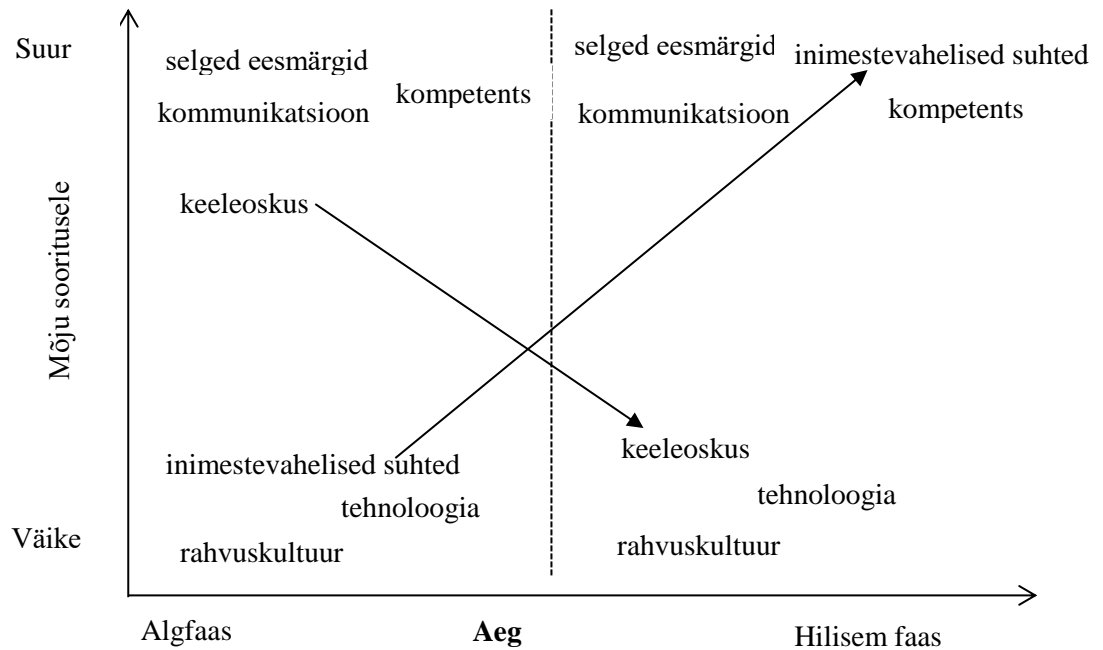 Suur
selged eesmärgid
kommunikatsioon
kompetents
selged eesmärgid
inimestevahelised suhted
kommunikatsioon
kompetents
Mõju sooritusele
keeleoskus
inimestevahelised suhted
tehnoloogia
rahvuskultuur
keeleoskus
tehnoloogia
rahvuskultuur
Väike
Algfaas
Aeg
Hilisem faas